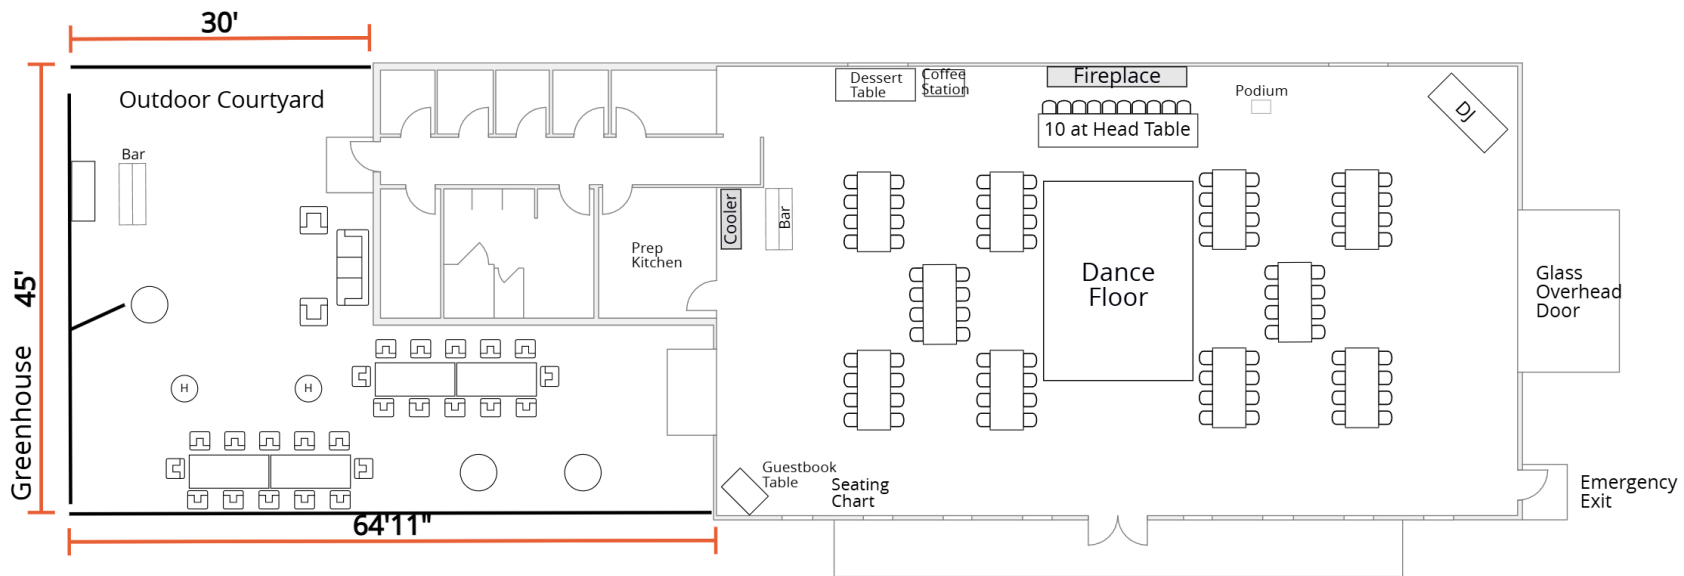 30'
Outdoor Courtyard
Bar
45'
Greenhouse
H
H
64'11"
Prep
Kitchen
Cooler
Bar
Dessert
Table
Coffee
Station
Fireplace
10 at Head Table
Podium
DJ
Dance
Floor
Glass
Overhead
Door
Guestbook
Table
Seating
Chart
Emergency
Exit